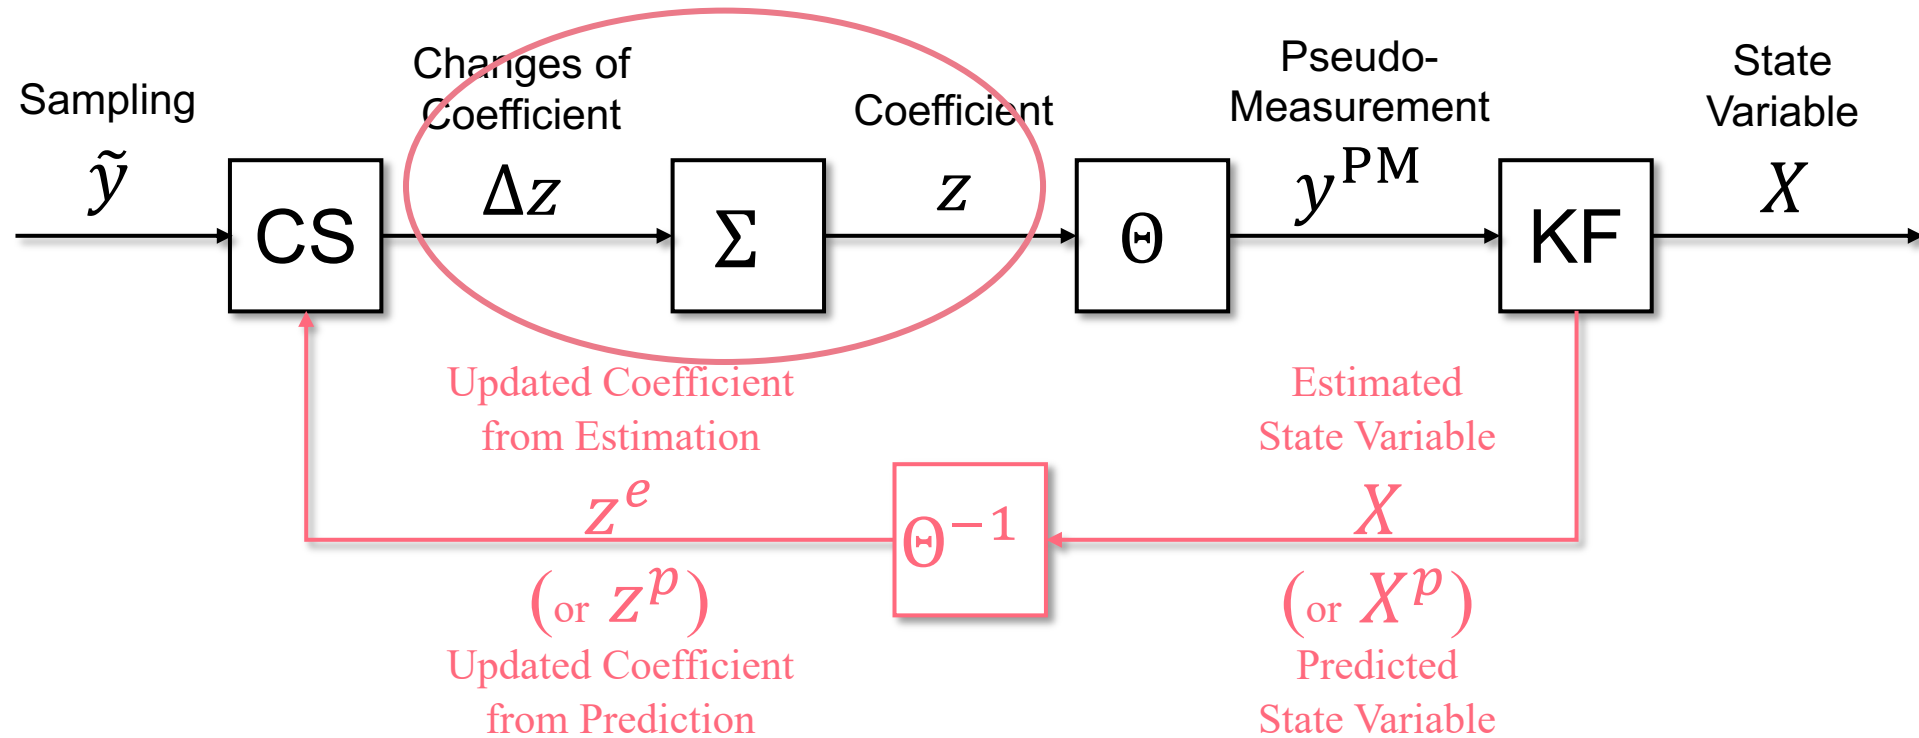 Sampling
ỹ
CS
Changes of
Coefficient
Δz
Σ
Coefficient
z
Θ
Pseudo-
Measurement
y^PM
KF
State
Variable
X
Updated Coefficient
from Estimation
z^e
(or z^p)
Updated Coefficient
from Prediction
Θ^−1
Estimated
State Variable
X
(or X^p)
Predicted
State Variable